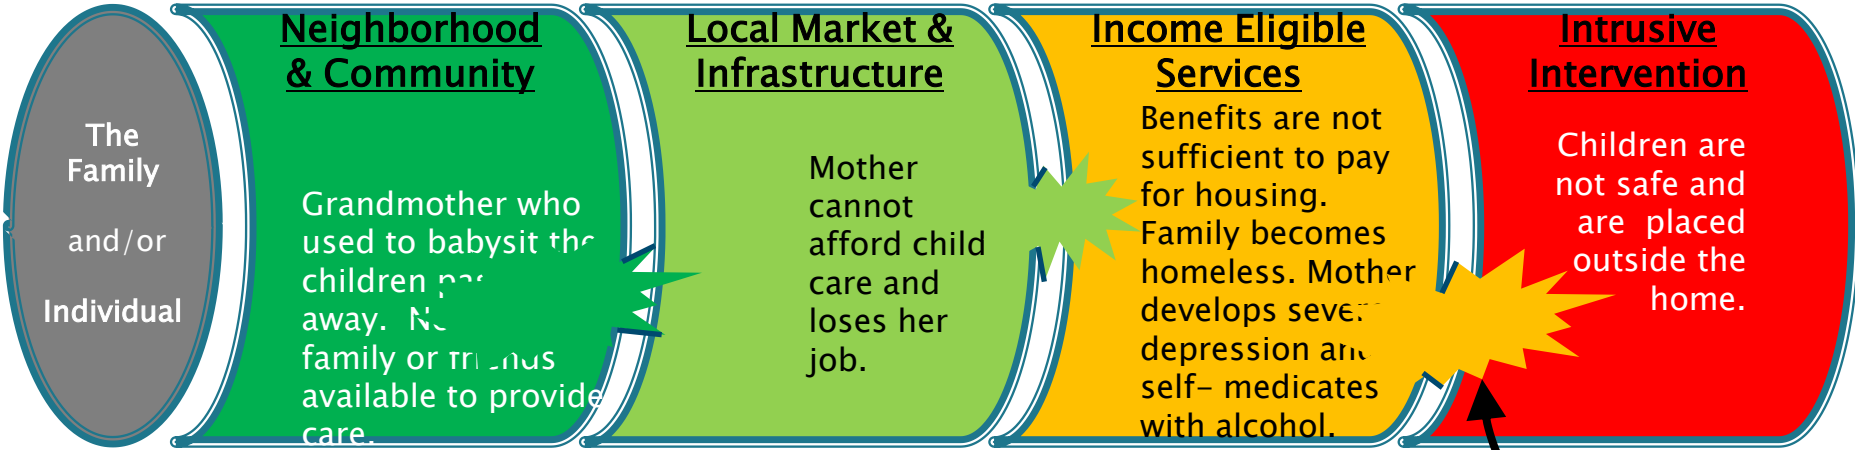 The
Family
and/or
Individual
Neighborhood
& Community
Grandmother who
used to babysit the
children
away.
family or
available to provide
care.
Local Market &
Infrastructure
Mother
cannot
afford child
care and
loses her
job.
Income Eligible
Services
Benefits are not
sufficient to pay
for housing.
Family becomes
homeless. Mother
develops
depression and
self- medicates
with alcohol.
Intrusive
Intervention
Children are
not safe and
are placed
outside the
home.